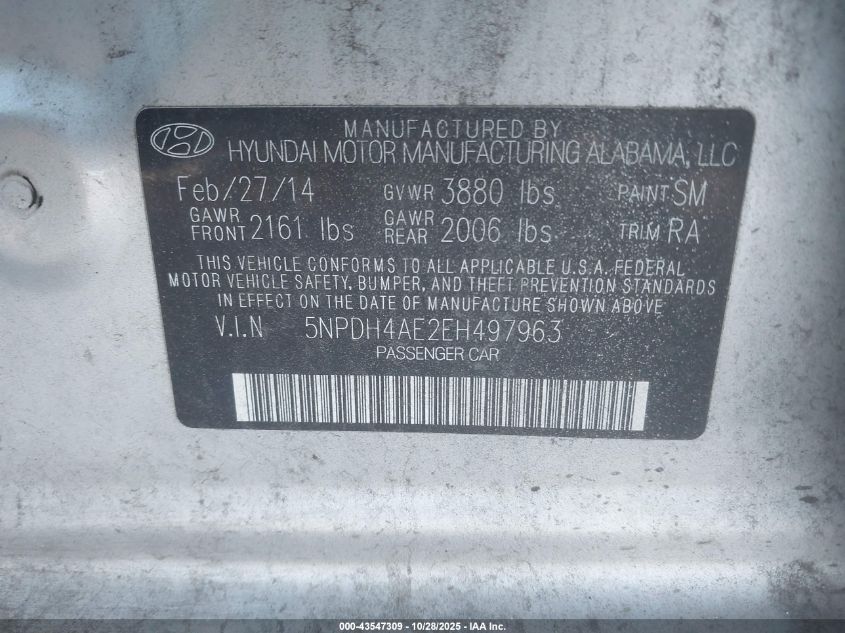 MANUFACTURED BY
HYUNDAI MOTOR MANUFACTURING ALABAMA, LLC
Feb/27/14 GVWR 3880 lbs PAINT SM
GAWR FRONT 2161 lbs GAWR REAR 2006 lbs TRIM RA
THIS VEHICLE CONFORMS TO ALL APPLICABLE U.S.A. FEDERAL
MOTOR VEHICLE SAFETY, BUMPER, AND THEFT PREVENTION STANDARDS
IN EFFECT ON THE DATE OF MANUFACTURE SHOWN ABOVE
V.I.N 5NPDH4AE2EH497963
PASSENGER CAR
000-43547309 - 10/28/2025 - IAA Inc.